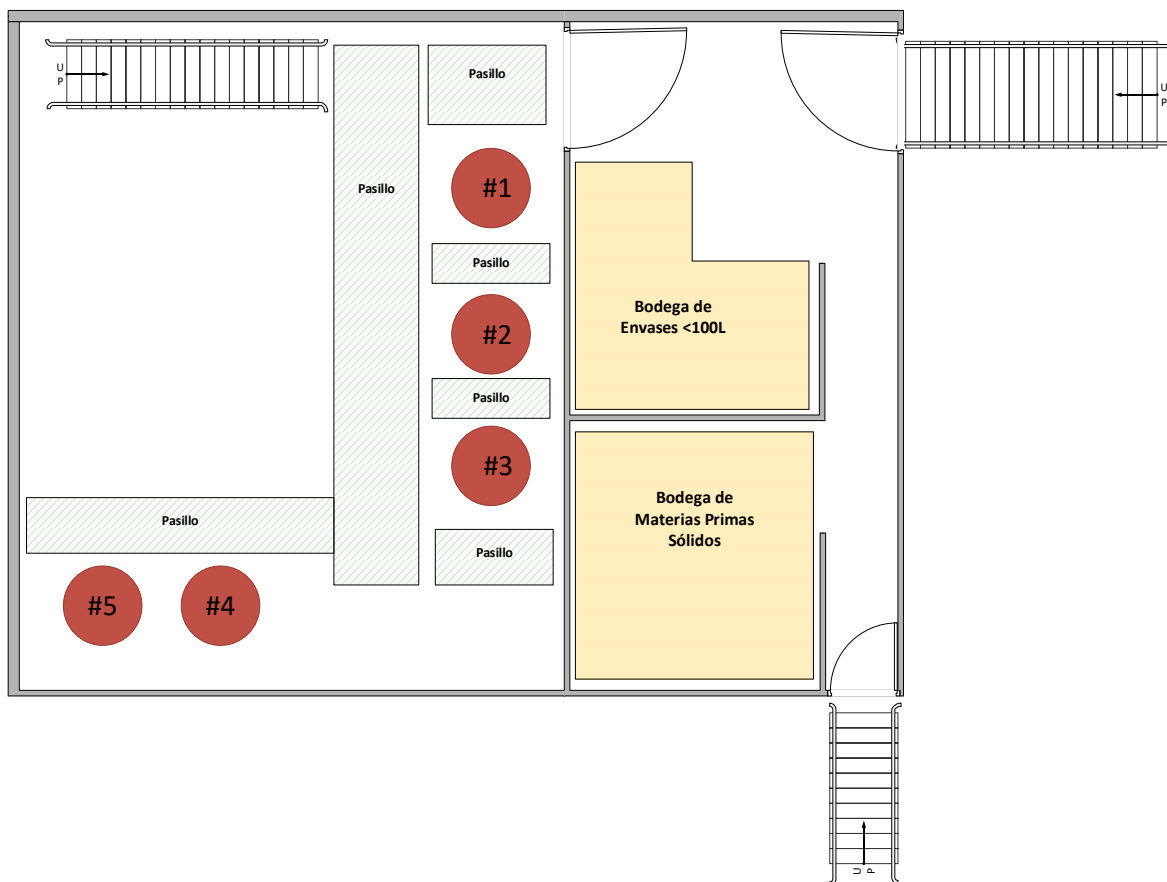 U
P
Pasillo
U
P
Pasillo
#1
Pasillo
#2
Pasillo
#3
Pasillo
Pasillo
#5
#4
Bodega de
Envases <100L
Bodega de
Materias Primas
Sólidos
U
P